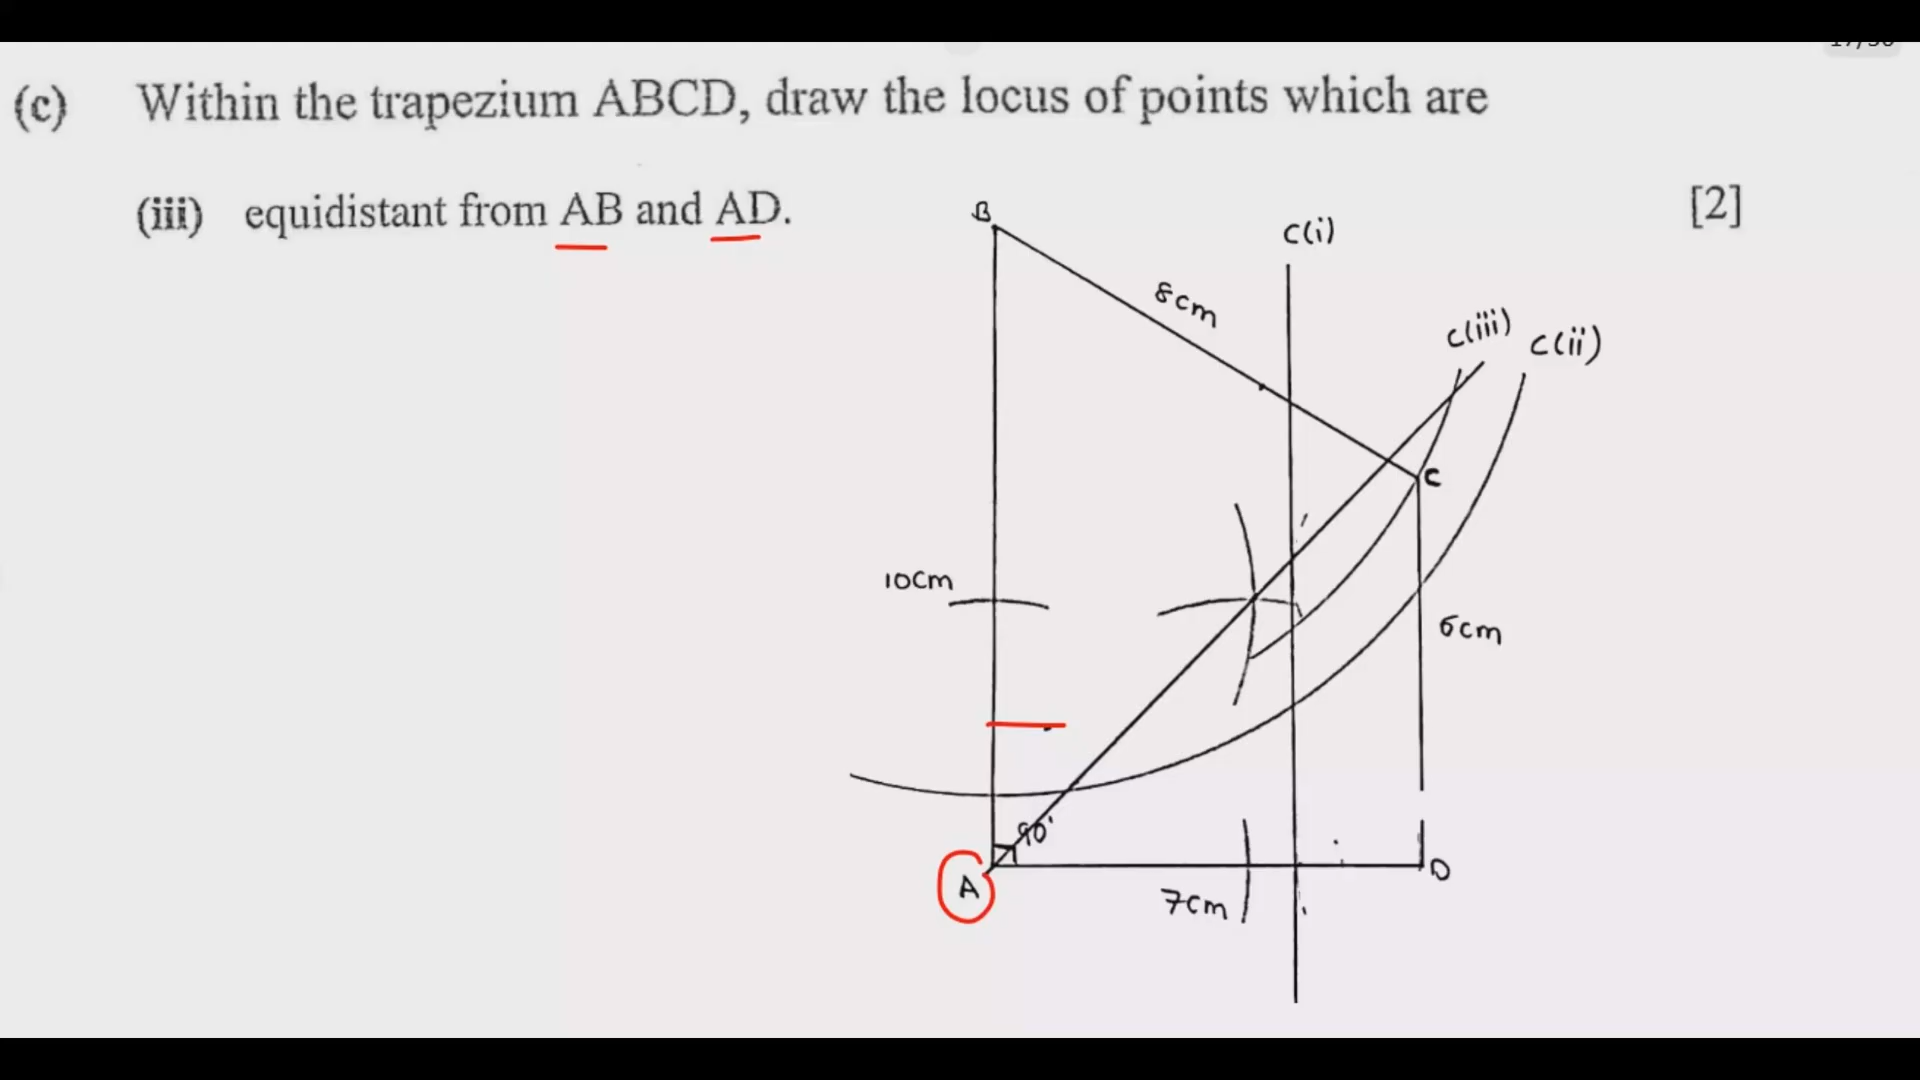 (c) Within the trapezium ABCD, draw the locus of points which are
(iii) equidistant from AB and AD. [2]
B
c(i)
8cm
c(iii) c(ii)
C
10cm
6cm
90°
A
D
7cm